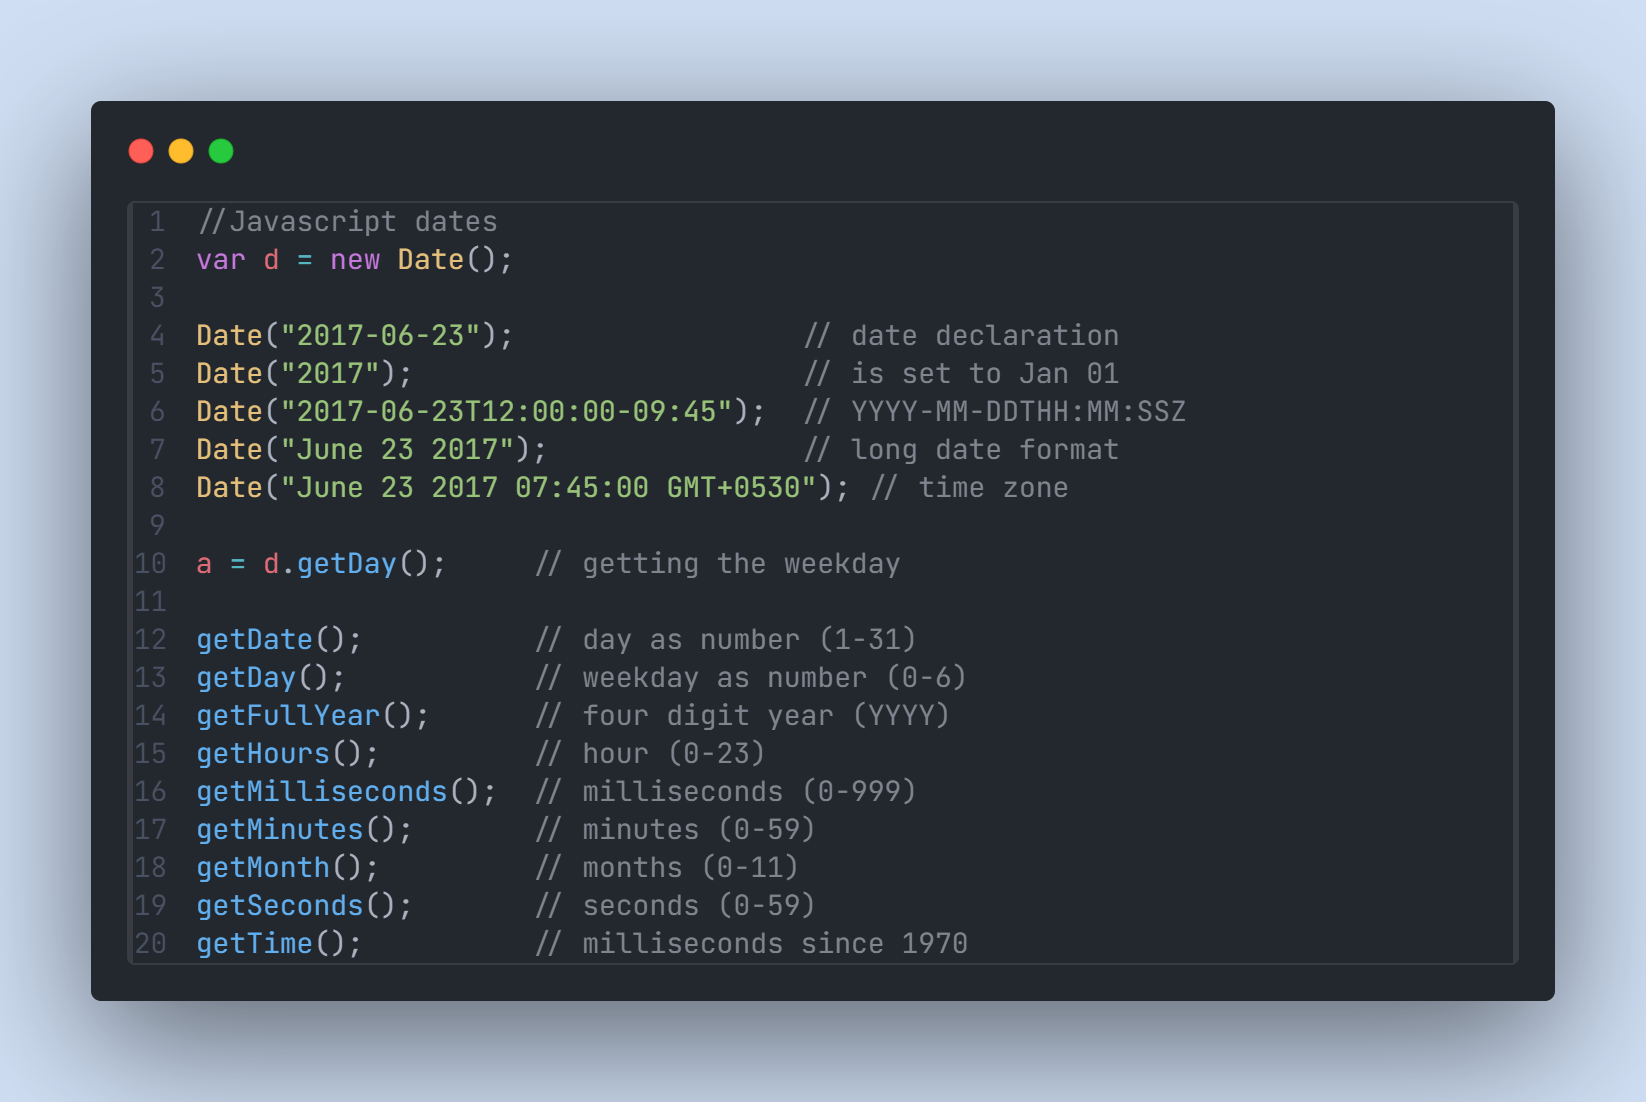 1 //Javascript dates
2 var d = new Date();
3
4 Date("2017-06-23"); // date declaration
5 Date("2017"); // is set to Jan 01
6 Date("2017-06-23T12:00:00-09:45"); // YYYY-MM-DDTHH:MM:SSZ
7 Date("June 23 2017"); // long date format
8 Date("June 23 2017 07:45:00 GMT+0530"); // time zone
9
10 a = d.getDay(); // getting the weekday
11
12 getDate(); // day as number (1-31)
13 getDay(); // weekday as number (0-6)
14 getFullYear(); // four digit year (YYYY)
15 getHours(); // hour (0-23)
16 getMilliseconds(); // milliseconds (0-999)
17 getMinutes(); // minutes (0-59)
18 getMonth(); // months (0-11)
19 getSeconds(); // seconds (0-59)
20 getTime(); // milliseconds since 1970